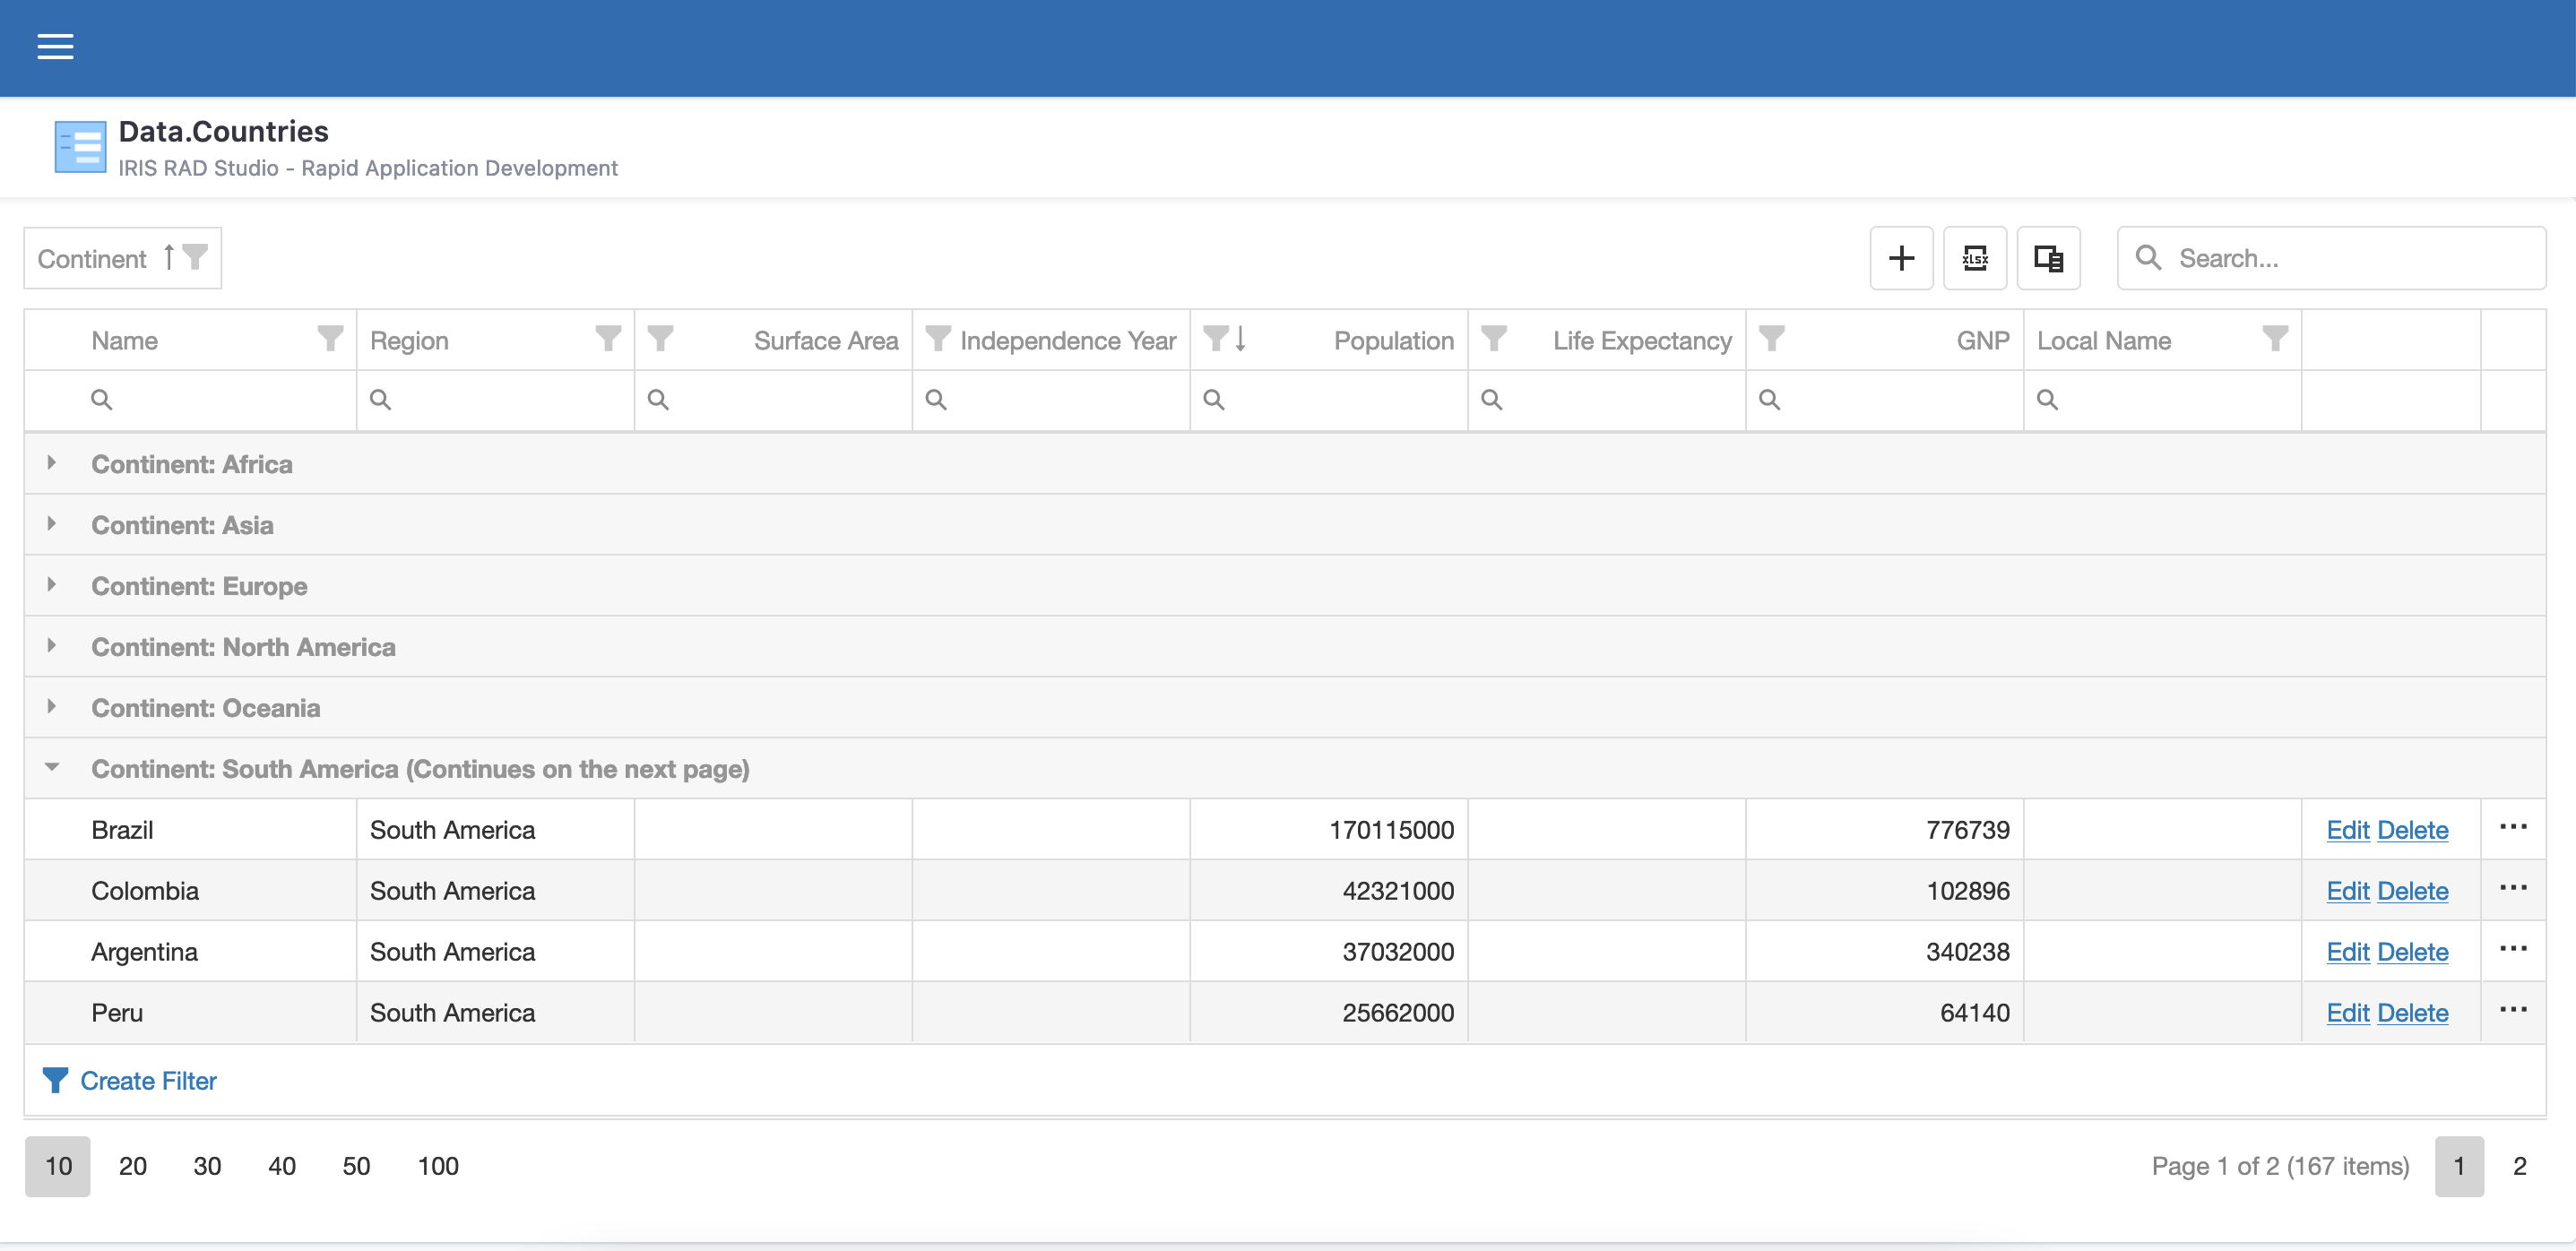 Data.Countries
IRIS RAD Studio - Rapid Application Development
Continent
xlsx
Search...
Name Region Surface Area Independence Year Population Life Expectancy GNP Local Name
Continent: Africa
Continent: Asia
Continent: Europe
Continent: North America
Continent: Oceania
Continent: South America (Continues on the next page)
Brazil South America 170115000 776739 Edit Delete
Colombia South America 42321000 102896 Edit Delete
Argentina South America 37032000 340238 Edit Delete
Peru South America 25662000 64140 Edit Delete
Create Filter
10 20 30 40 50 100 Page 1 of 2 (167 items) 1 2